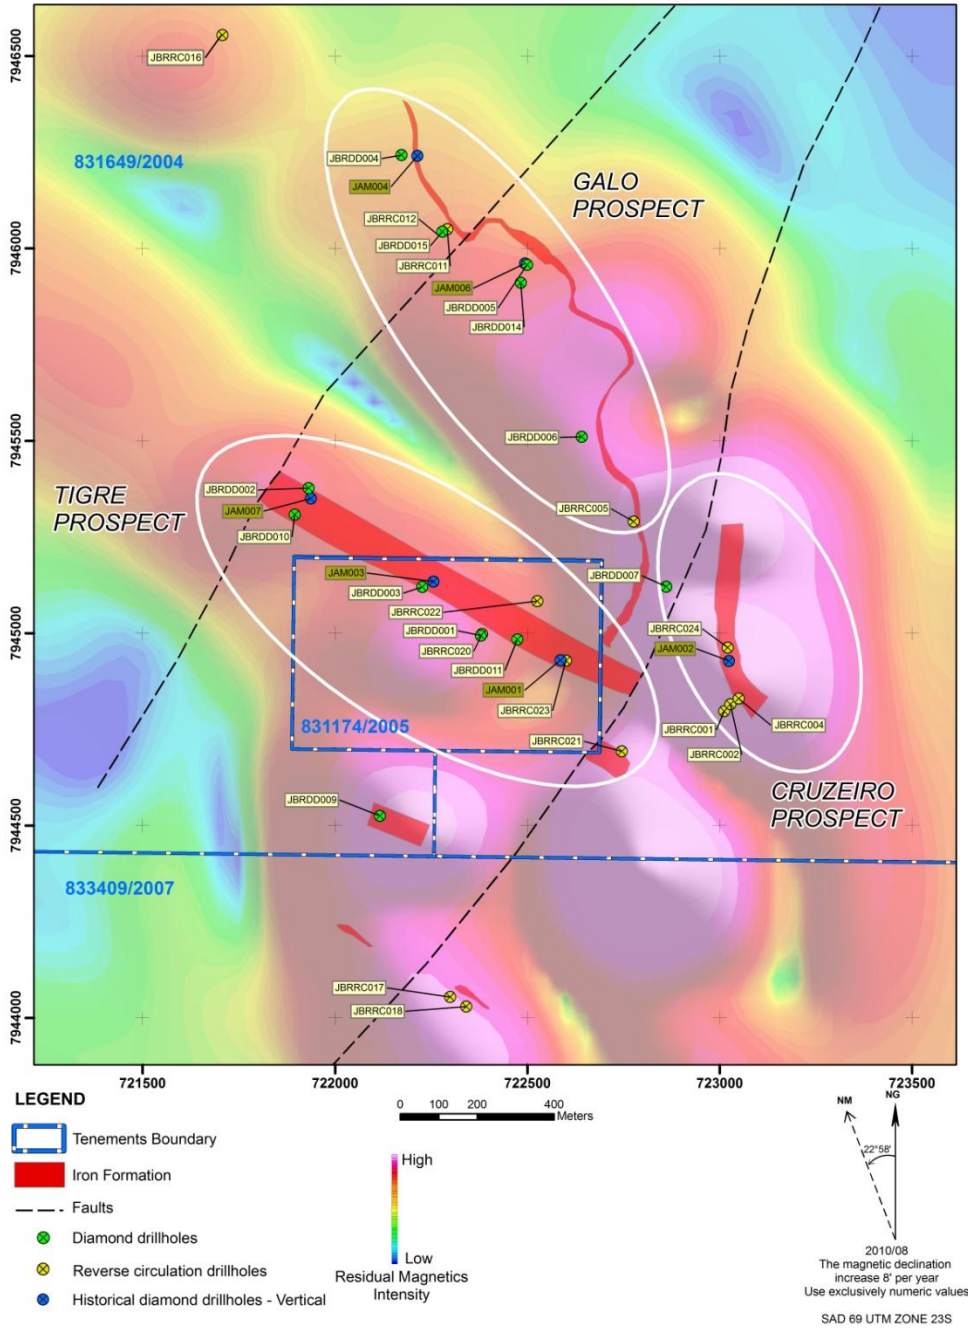 7946500
7946000
7945500
7945000
7944500
7944000
JBRRC016
831649/2004
JBRDD004
JAM004
GALO
PROSPECT
JBRRC012
JBRDD015
JBRRC011
JAM006
JBRDD005
JBRDD014
JBRDD006
JBRRC005
TIGRE
PROSPECT
JBRDD002
JAM007
JBRDD010
JAM003
JBRDD003
JBRRC022
JBRDD001
JBRRC020
JBRDD011
JAM001
JBRRC023
JBRDD007
JBRRC024
JAM002
JBRRC001
JBRRC002
JBRRC004
831174/2005
JBRRC021
CRUZEIRO
PROSPECT
JBRDD009
833409/2007
JBRRC017
JBRRC018
721500
722000
722500
723000
723500
LEGEND
Tenements Boundary
Iron Formation
Faults
Diamond drillholes
Reverse circulation drillholes
Historical diamond drillholes - Vertical
0 100 200 400
Meters
High
Low
Residual Magnetics
Intensity
NM
NG
22°58'
2010/08
The magnetic declination
increase 8' per year
Use exclusively numeric values
SAD 69 UTM ZONE 23S